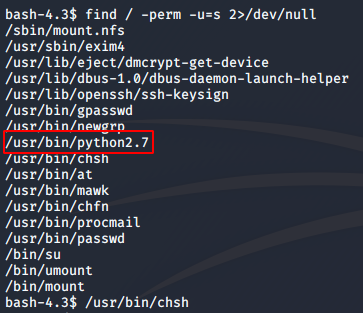 bash-4.3$ find / -perm -u=s 2>/dev/null
/sbin/mount.nfs
/usr/sbin/exim4
/usr/lib/eject/dmcrypt-get-device
/usr/lib/dbus-1.0/dbus-daemon-launch-helper
/usr/lib/openssh/ssh-keysign
/usr/bin/gpasswd
/usr/bin/newgrp
/usr/bin/python2.7
/usr/bin/chsh
/usr/bin/at
/usr/bin/mawk
/usr/bin/chfn
/usr/bin/procmail
/usr/bin/passwd
/bin/su
/bin/umount
/bin/mount
bash-4.3$ /usr/bin/chsh